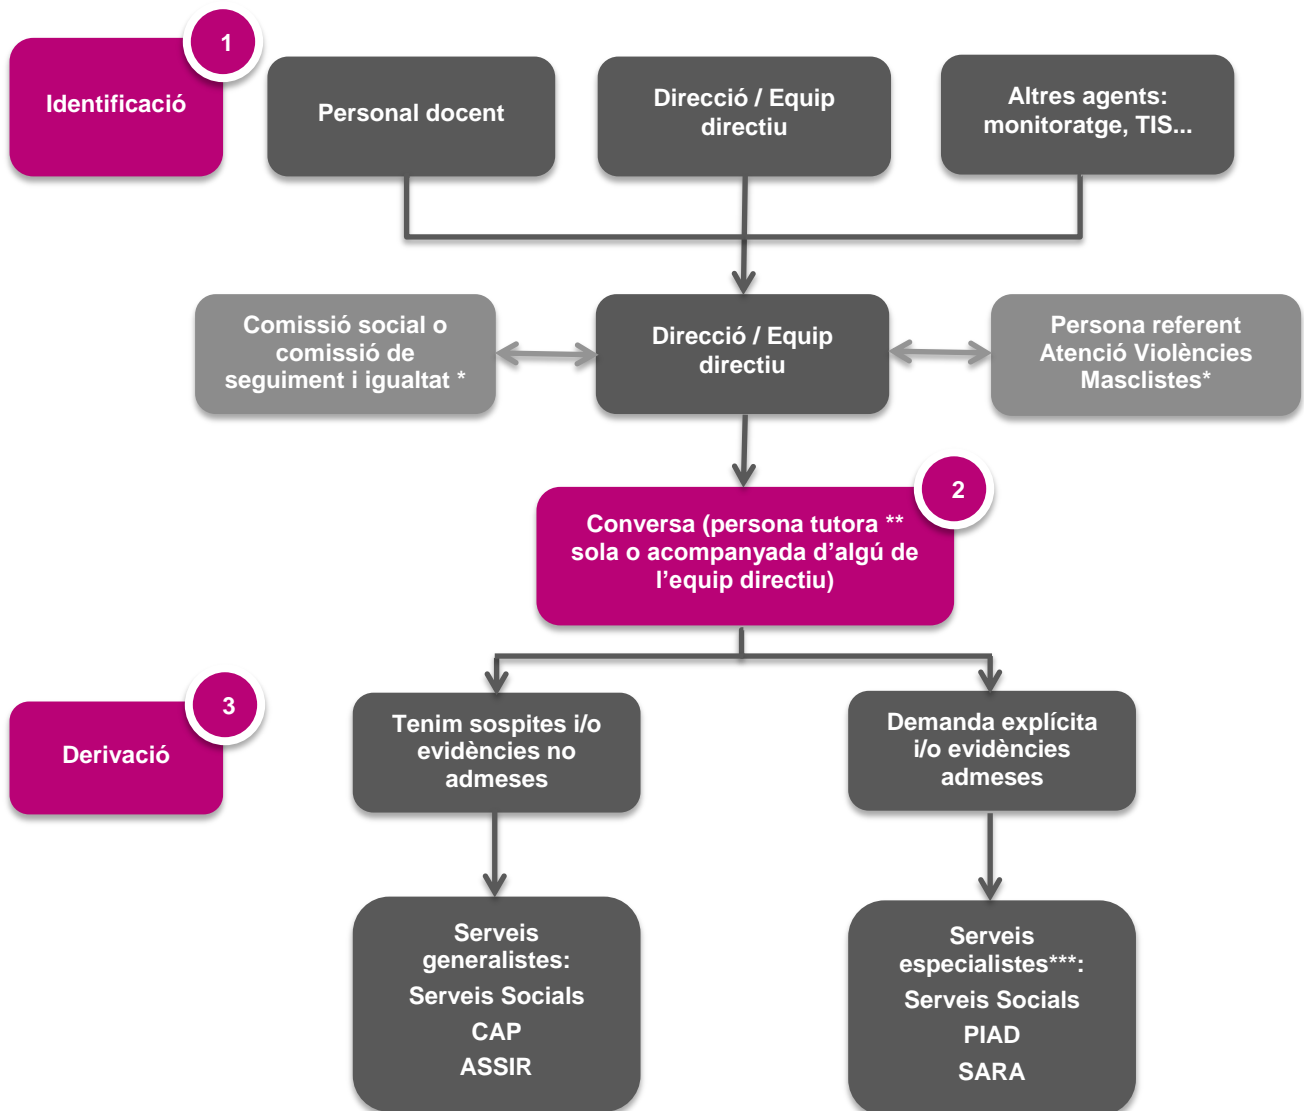 1
Identificació
Personal docent
Direcció / Equip
directiu
Altres agents:
monitoratge, TIS...
Comissió social o
comissió de
seguiment i igualtat *
Direcció / Equip
directiu
Persona referent
Atenció Violències
Masclistes*
2
Conversa (persona tutora **
sola o acompanyada d’algú de
l’equip directiu)
3
Derivació
Tenim sospites i/o
evidències no
admeses
Demanda explícita
i/o evidències
admeses
Serveis
generalistes:
Serveis Socials
CAP
ASSIR
Serveis
especialistes***:
Serveis Socials
PIAD
SARA